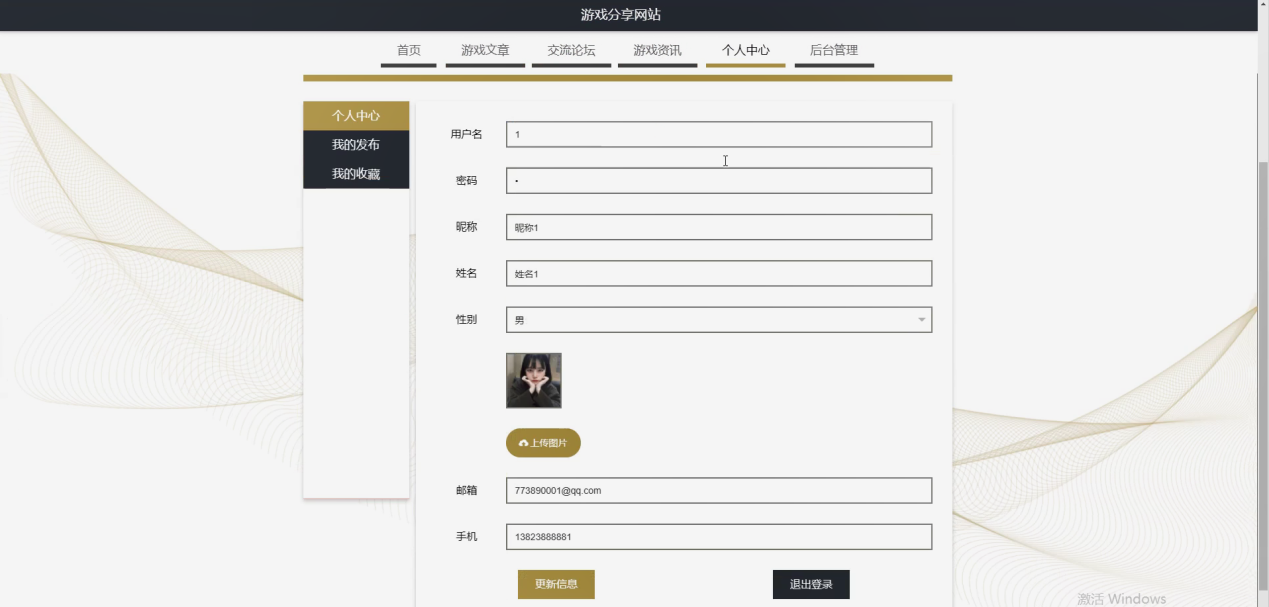 游戏分享网站
首页 游戏文章 交流论坛 游戏资讯 个人中心 后台管理
个人中心
我的发布
我的收藏
用户名 1
密码 •
昵称 昵称1
姓名 姓名1
性别 男
上传图片
邮箱 773890001@qq.com
手机 13823888881
更新信息 退出登录
激活 Windows